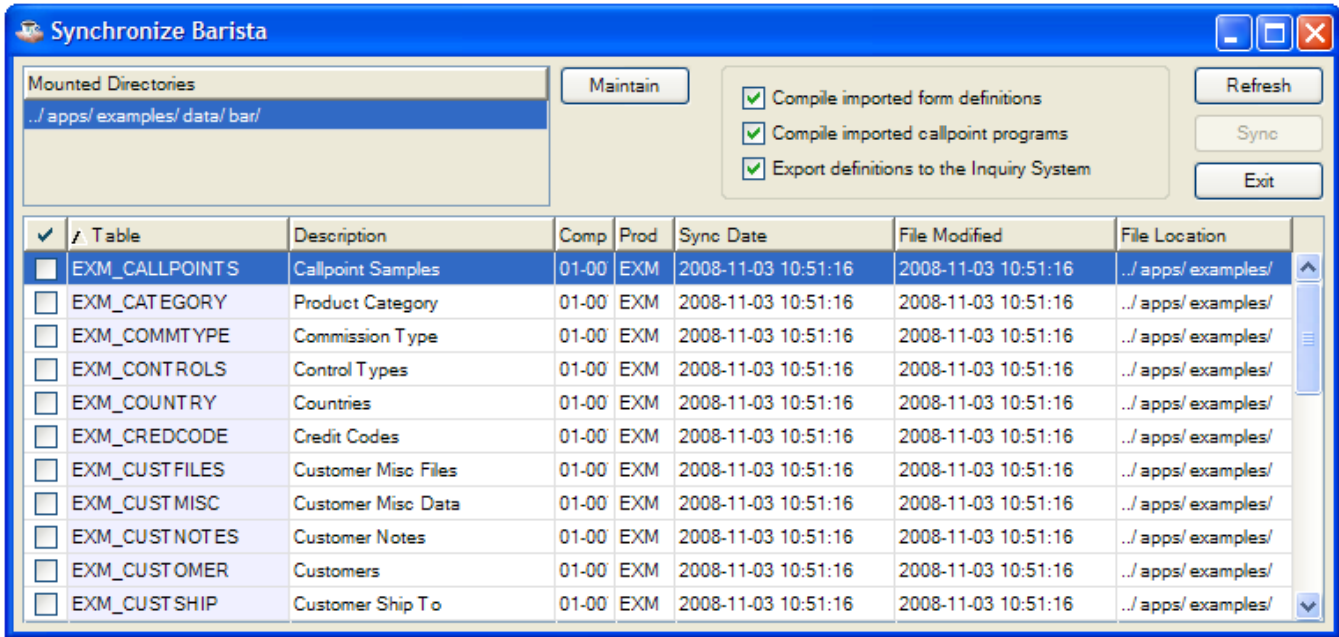 Synchronize Barista
Mounted Directories
../apps/examples/data/bar/
Maintain
Compile imported form definitions
Compile imported callpoint programs
Export definitions to the Inquiry System
Refresh
Sync
Exit
Table Description Comp Prod Sync Date File Modified File Location
EXM_CALLPOINTS Callpoint Samples 01-00 EXM 2008-11-03 10:51:16 2008-11-03 10:51:16 ../apps/examples/
EXM_CATEGORY Product Category 01-00 EXM 2008-11-03 10:51:16 2008-11-03 10:51:16 ../apps/examples/
EXM_COMMTYPE Commission Type 01-00 EXM 2008-11-03 10:51:16 2008-11-03 10:51:16 ../apps/examples/
EXM_CONTROLS Control Types 01-00 EXM 2008-11-03 10:51:16 2008-11-03 10:51:16 ../apps/examples/
EXM_COUNTRY Countries 01-00 EXM 2008-11-03 10:51:16 2008-11-03 10:51:16 ../apps/examples/
EXM_CREDCODE Credit Codes 01-00 EXM 2008-11-03 10:51:16 2008-11-03 10:51:16 ../apps/examples/
EXM_CUSTFILES Customer Misc Files 01-00 EXM 2008-11-03 10:51:16 2008-11-03 10:51:16 ../apps/examples/
EXM_CUSTMISC Customer Misc Data 01-00 EXM 2008-11-03 10:51:16 2008-11-03 10:51:16 ../apps/examples/
EXM_CUSTNOTES Customer Notes 01-00 EXM 2008-11-03 10:51:16 2008-11-03 10:51:16 ../apps/examples/
EXM_CUSTOMER Customers 01-00 EXM 2008-11-03 10:51:16 2008-11-03 10:51:16 ../apps/examples/
EXM_CUSTSHIP Customer Ship To 01-00 EXM 2008-11-03 10:51:16 2008-11-03 10:51:16 ../apps/examples/